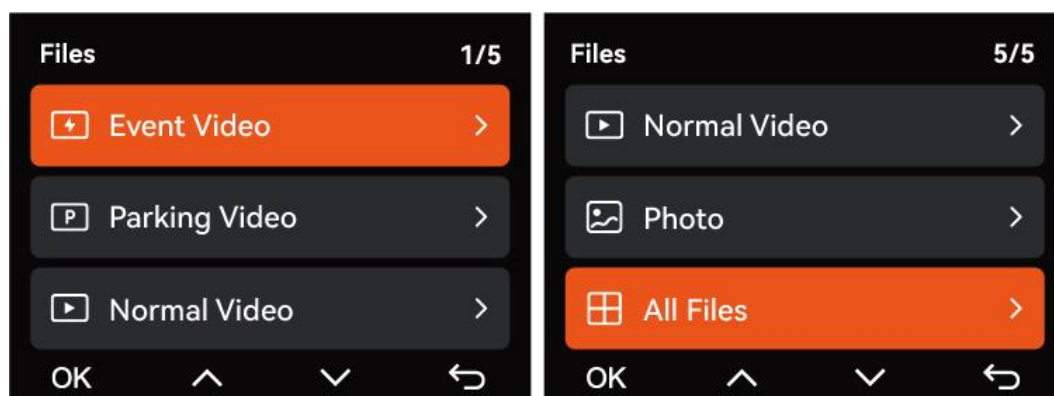 Files 1/5
Event Video
P Parking Video
Normal Video
OK
Files 5/5
Normal Video
Photo
All Files
OK